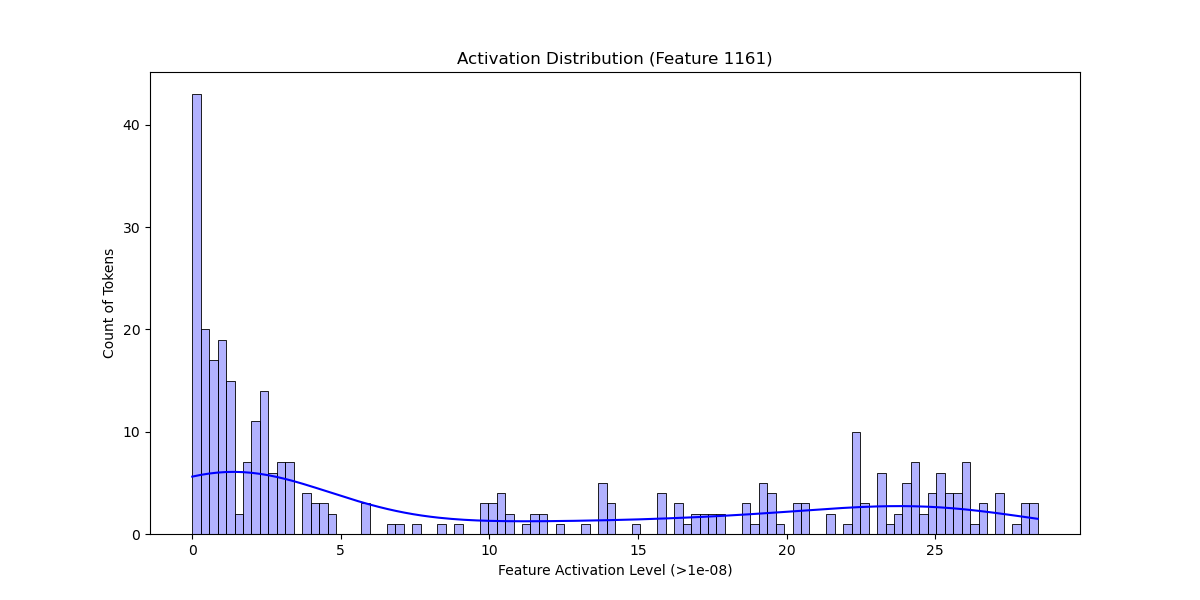 Activation Distribution (Feature 1161)
Count of Tokens
40
30
20
10
0
0 5 10 15 20 25
Feature Activation Level (>1e-08)